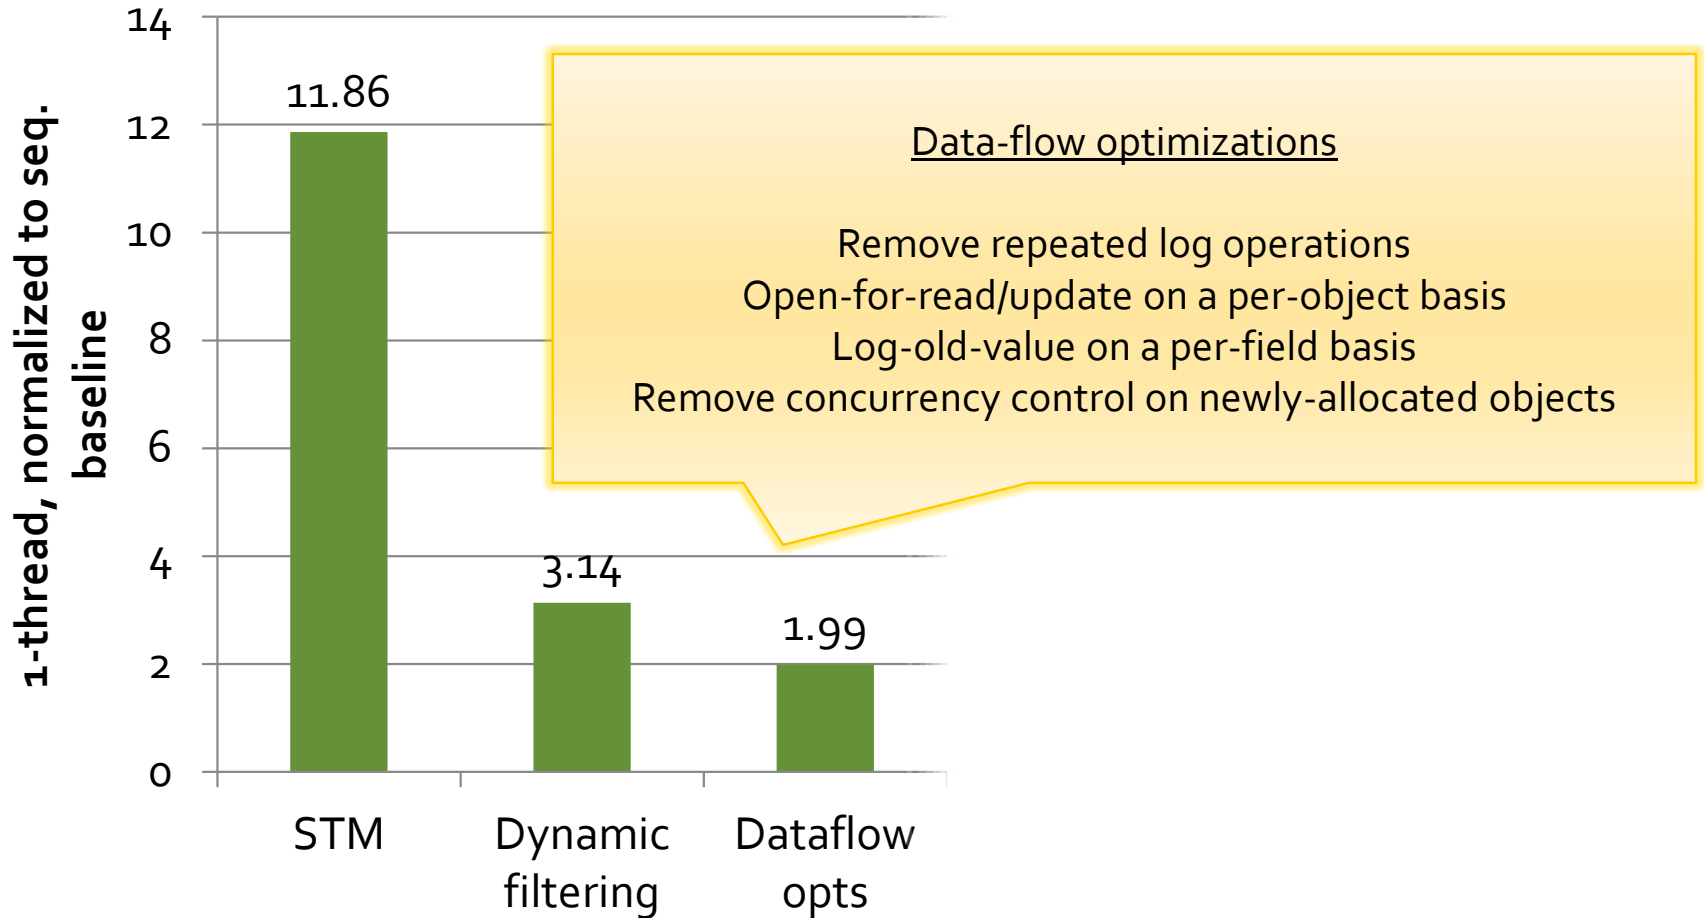 1-thread, normalized to seq.
baseline
14
12
10
8
6
4
2
0
11.86
3.14
1.99
STM
Dynamic
filtering
Dataflow
opts
Data-flow optimizations
Remove repeated log operations
Open-for-read/update on a per-object basis
Log-old-value on a per-field basis
Remove concurrency control on newly-allocated objects